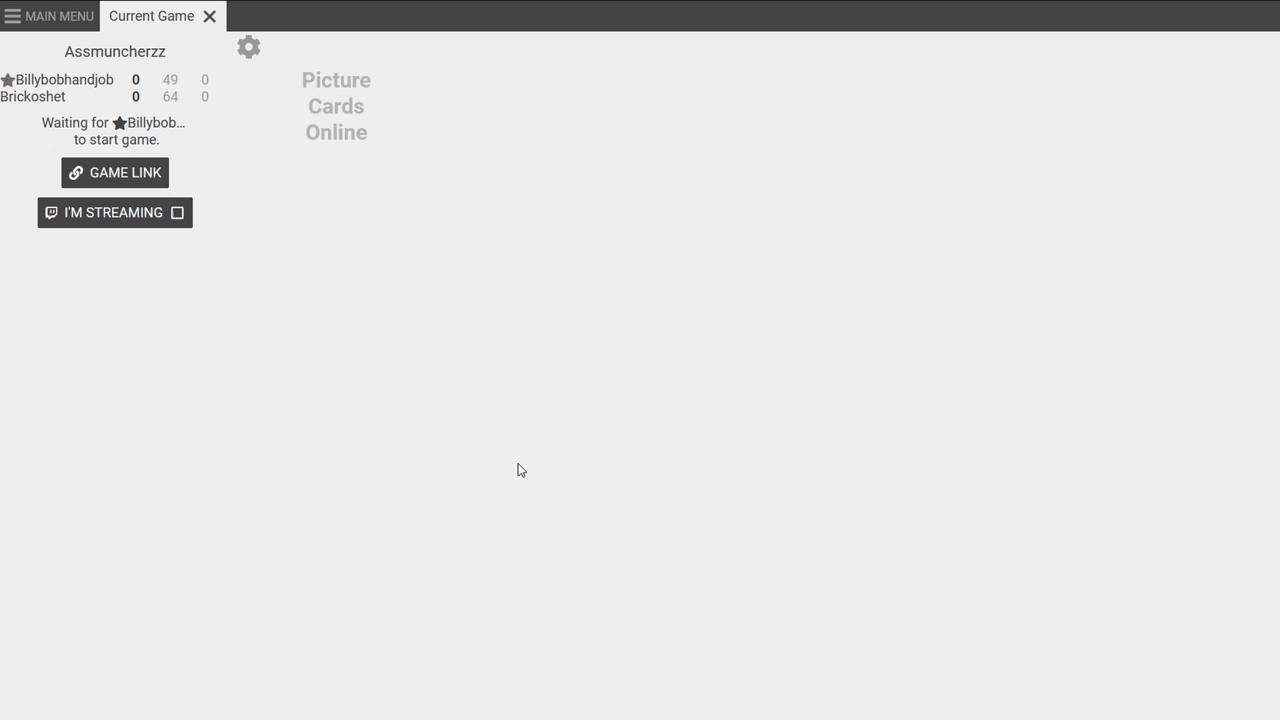 MAIN MENU
Current Game
Assmuncherzz
Billybobhandjob 0 49 0
Brickoshet 0 64 0
Waiting for Billybob...
to start game.
GAME LINK
I'M STREAMING
Picture
Cards
Online